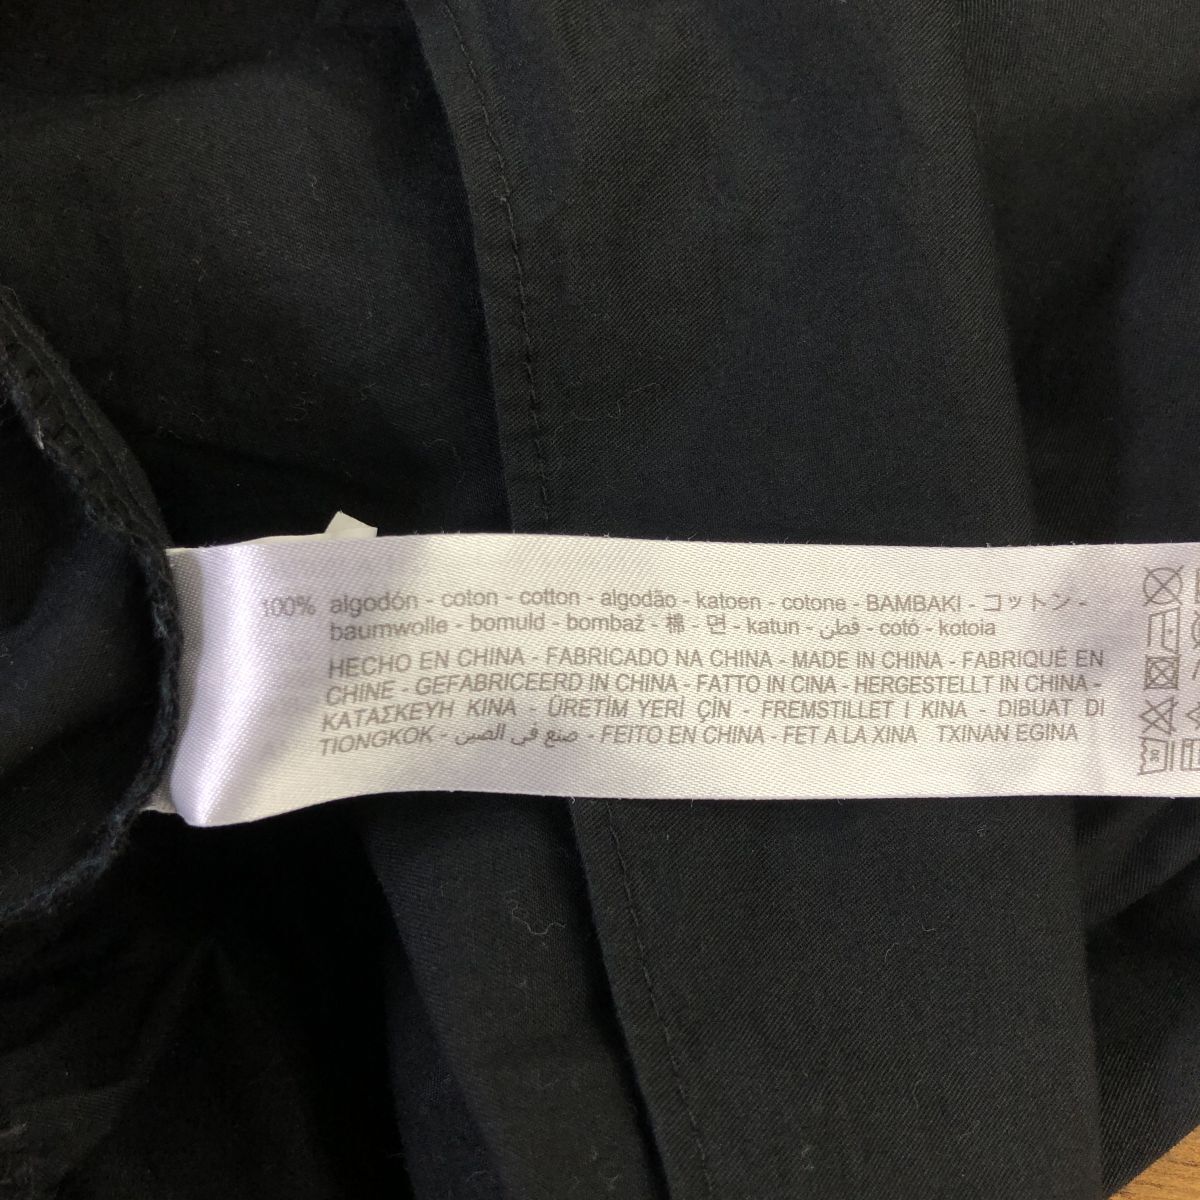 100% algodón - coton - cotton - algodão - katoen - cotone - BAMBAKI - コットン -
baumwolle - bomuld - bombaž - 棉 - 면 - katun - قطن - cotó - kotoia
HECHO EN CHINA - FABRICADO NA CHINA - MADE IN CHINA - FABRIQUÉ EN
CHINE - GEFABRICEERD IN CHINA - FATTO IN CINA - HERGESTELLT IN CHINA -
ΚΑΤΑΣΚΕΥΗ ΚΙΝΑ - ÜRETİM YERİ ÇİN - FREMSTILLET I KINA - DIBUAT DI
TIONGKOK - صنع في الصين - FEITO EN CHINA - FET A LA XINA TXINAN EGINA